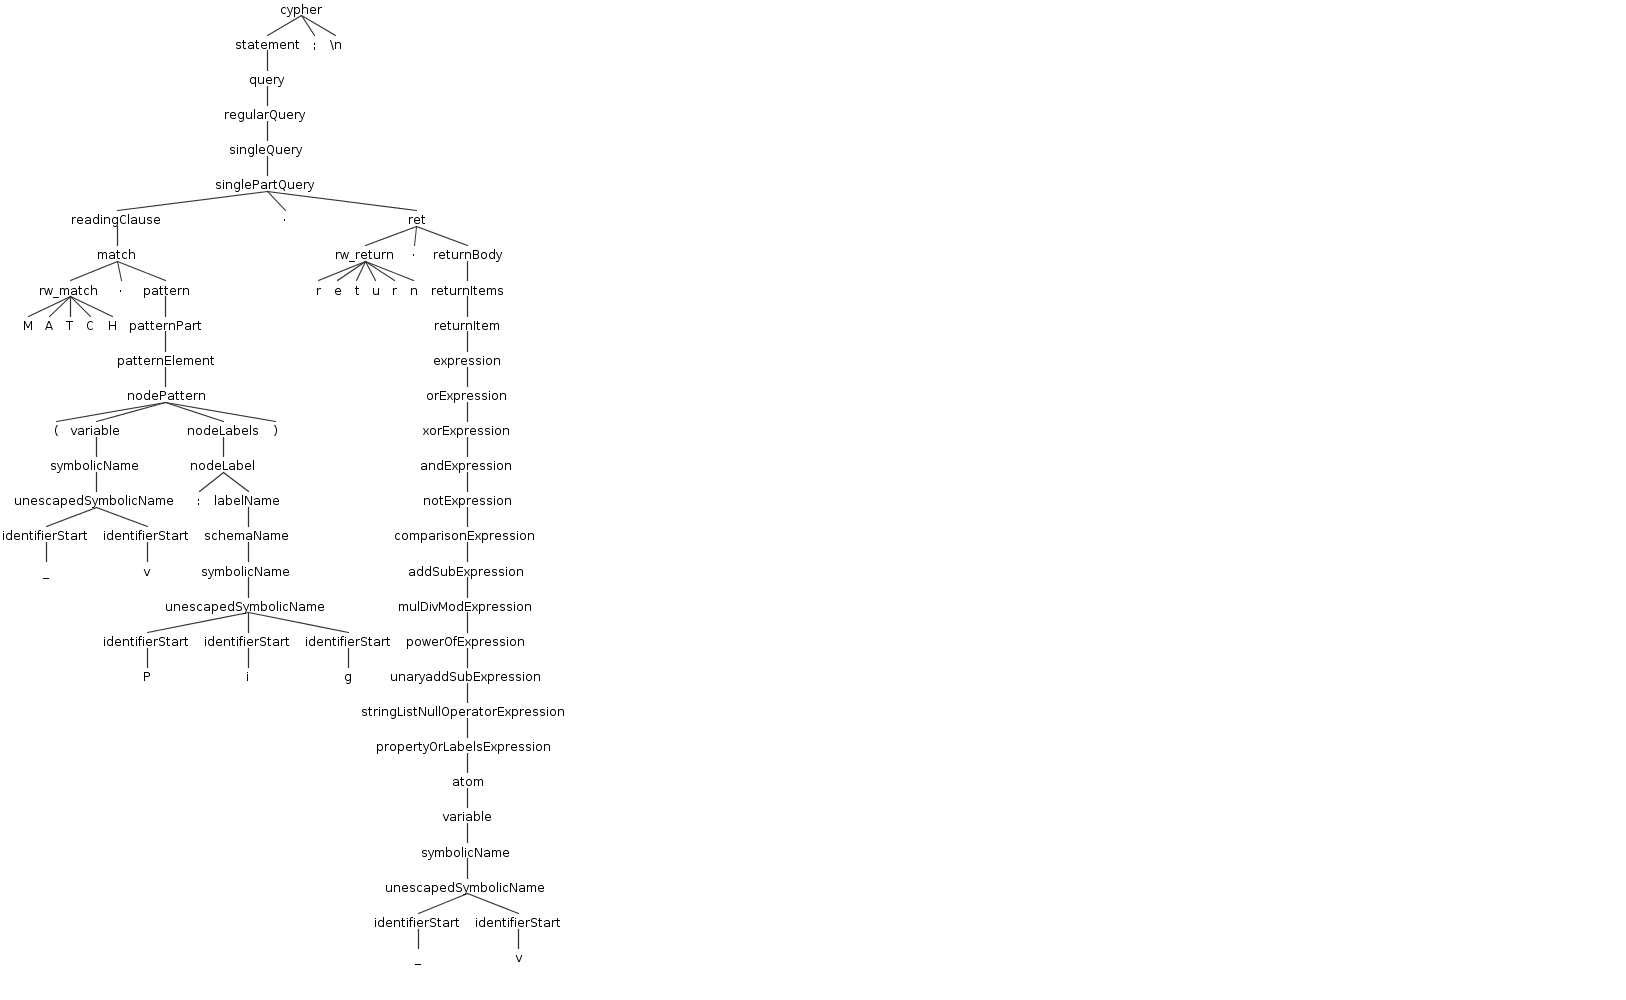 cypher
statement ; \n
query
regularQuery
singleQuery
singlePartQuery
readingClause · ret
match rw_return · returnBody
rw_match · pattern r e t u r n returnItems
M A T C H patternPart returnItem
patternElement expression
nodePattern orExpression
( variable nodeLabels ) xorExpression
symbolicName nodeLabel andExpression
unescapedSymbolicName : labelName notExpression
identifierStart identifierStart schemaName comparisonExpression
_ v symbolicName addSubExpression
unescapedSymbolicName mulDivModExpression
identifierStart identifierStart identifierStart powerOfExpression
P i g unaryaddSubExpression
stringListNullOperatorExpression
propertyOrLabelsExpression
atom
variable
symbolicName
unescapedSymbolicName
identifierStart identifierStart
_ v